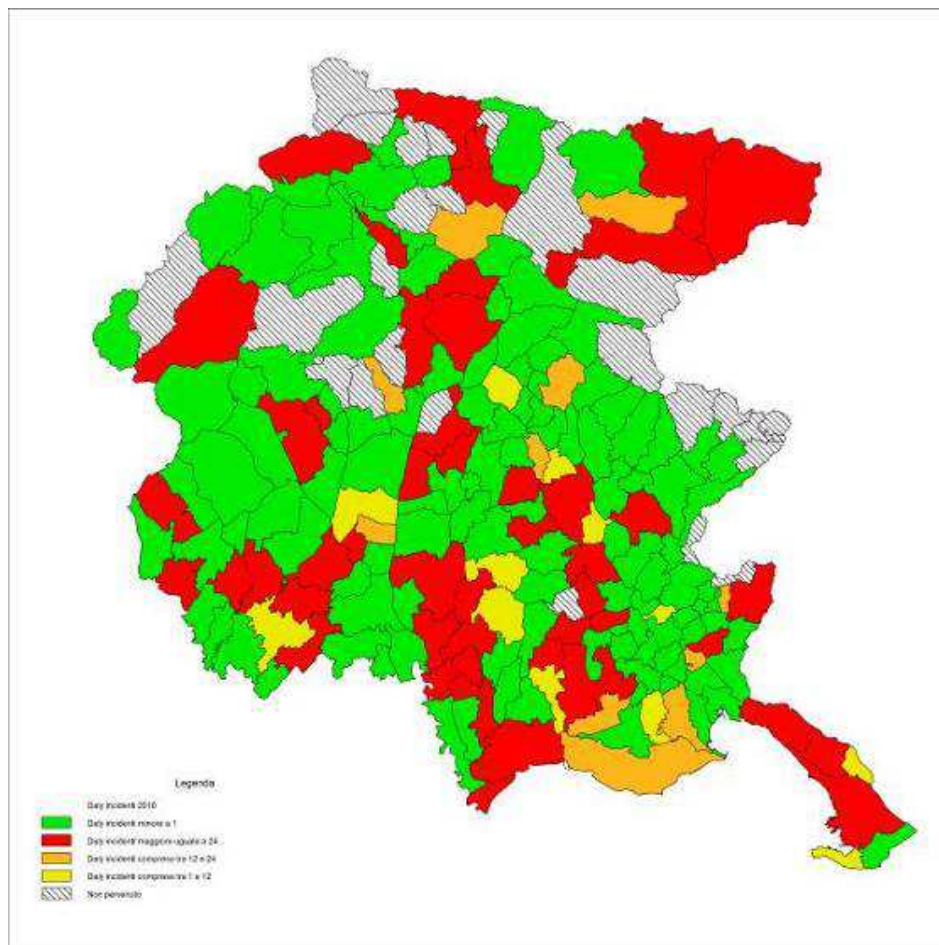 Legenda
Daly incidenti 2010
Daly incidenti minore a 1
Daly incidenti maggiore uguale a 24
Daly incidenti compreso tra 12 e 24
Daly incidenti compreso tra 1 e 12
Non pervenuto